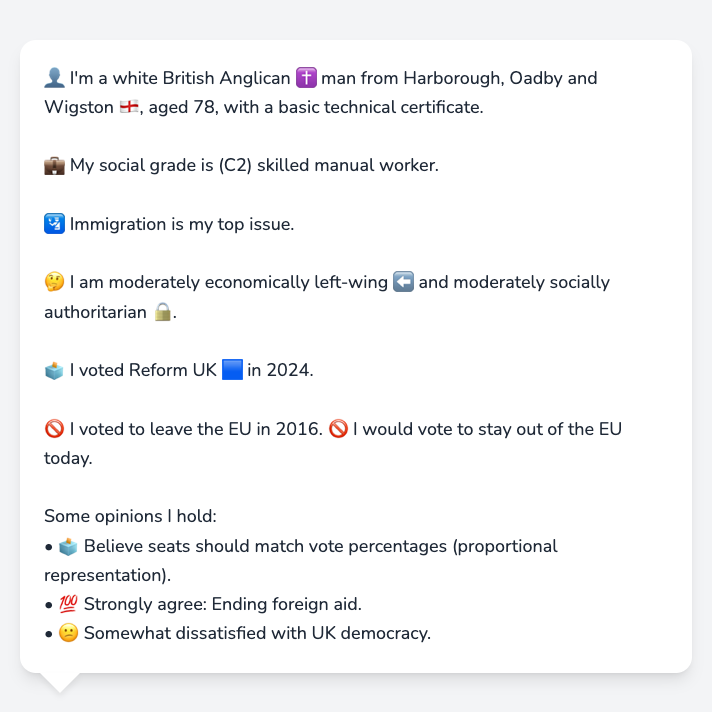 👤 I'm a white British Anglican ✝️ man from Harborough, Oadby and
Wigston 🏴󠁧󠁢󠁥󠁮󠁧󠁿, aged 78, with a basic technical certificate.
💼 My social grade is (C2) skilled manual worker.
🛂 Immigration is my top issue.
🤔 I am moderately economically left-wing ⬅️ and moderately socially
authoritarian 🔒.
🗳️ I voted Reform UK 🟦 in 2024.
🚫 I voted to leave the EU in 2016. 🚫 I would vote to stay out of the EU
today.
Some opinions I hold:
• 🗳️ Believe seats should match vote percentages (proportional
representation).
• 💯 Strongly agree: Ending foreign aid.
• 😕 Somewhat dissatisfied with UK democracy.